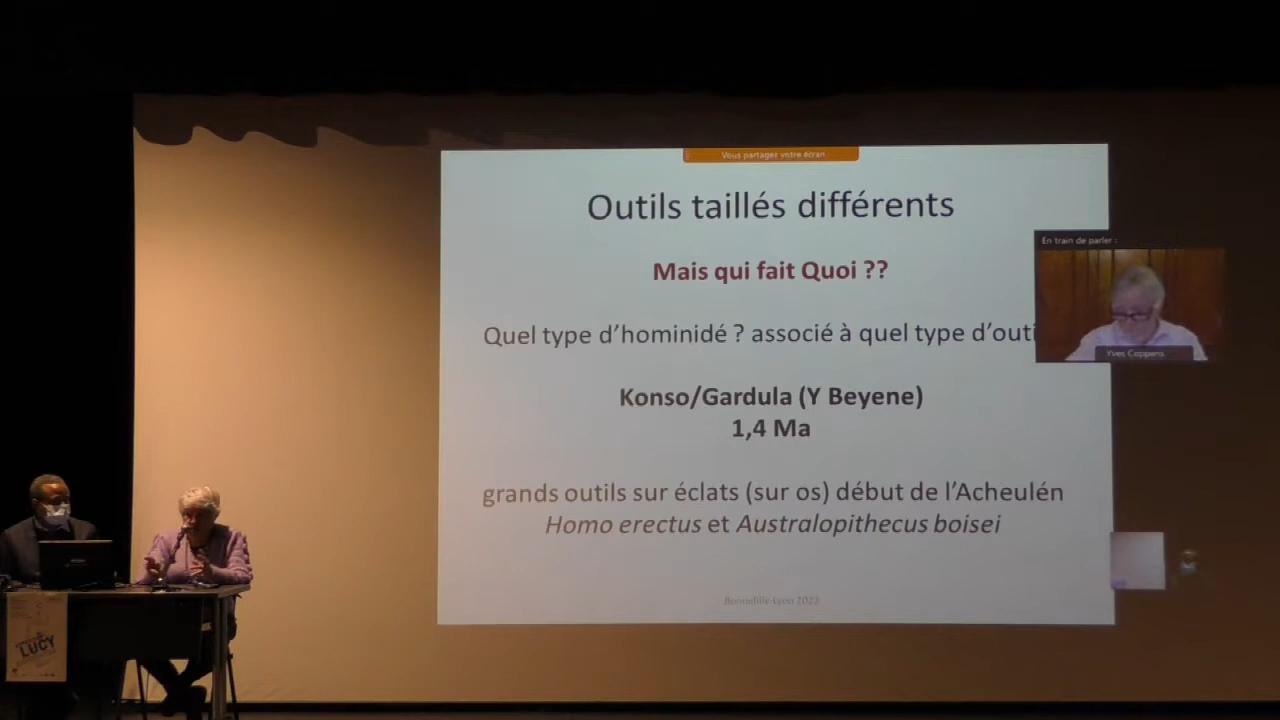 Vous partagez votre écran
Outils taillés différents
Mais qui fait Quoi ??
En train de parler :
Quel type d'hominidé ? associé à quel type d'outi
Yves Coppens
Konso/Gardula (Y Beyene)
1,4 Ma
grands outils sur éclats (sur os) début de l'Acheulén
Homo erectus et Australopithecus boisei
Bonnefille-Lyon 2022
LUCY